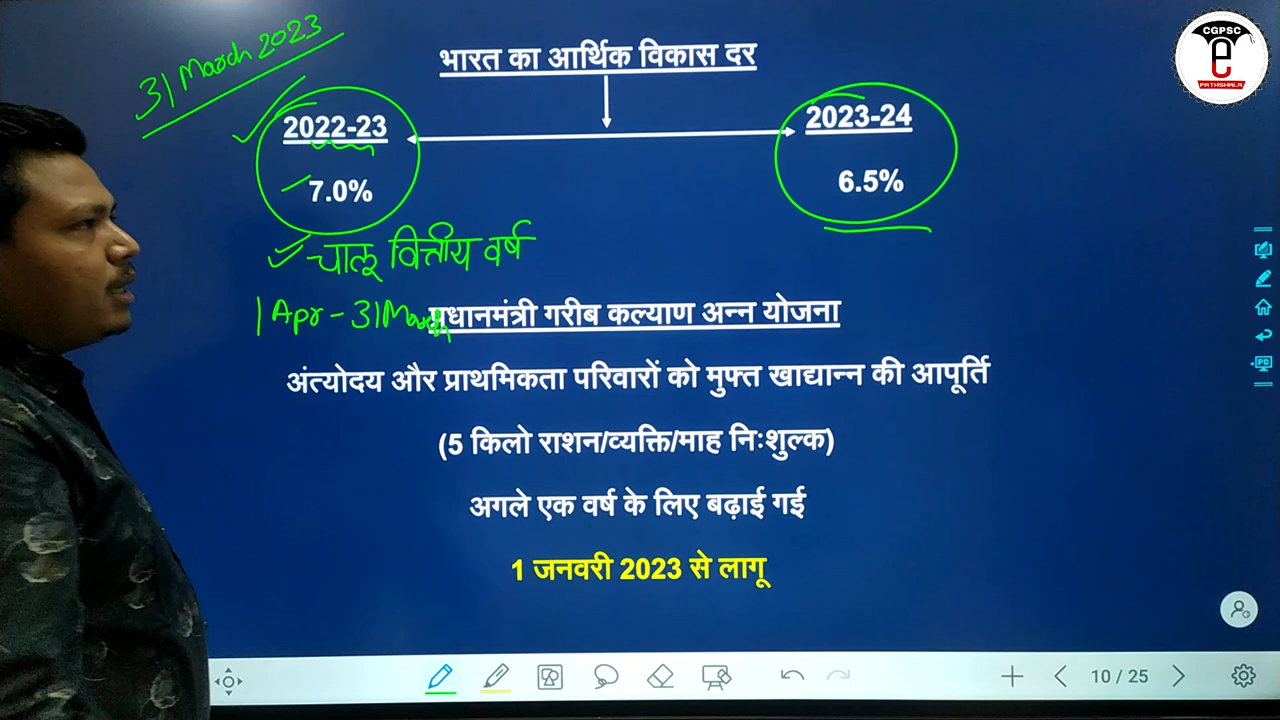 31 March 2023
भारत का आर्थिक विकास दर
2022-23
2023-24
7.0%
6.5%
चालू वित्तीय वर्ष
1 Apr - 31 March
प्रधानमंत्री गरीब कल्याण अन्न योजना
अंत्योदय और प्राथमिकता परिवारों को मुफ्त खाद्यान्न की आपूर्ति
(5 किलो राशन/व्यक्ति/माह निःशुल्क)
अगले एक वर्ष के लिए बढ़ाई गई
1 जनवरी 2023 से लागू
CGPSC
e
PATHSHALA
PD
10 / 25